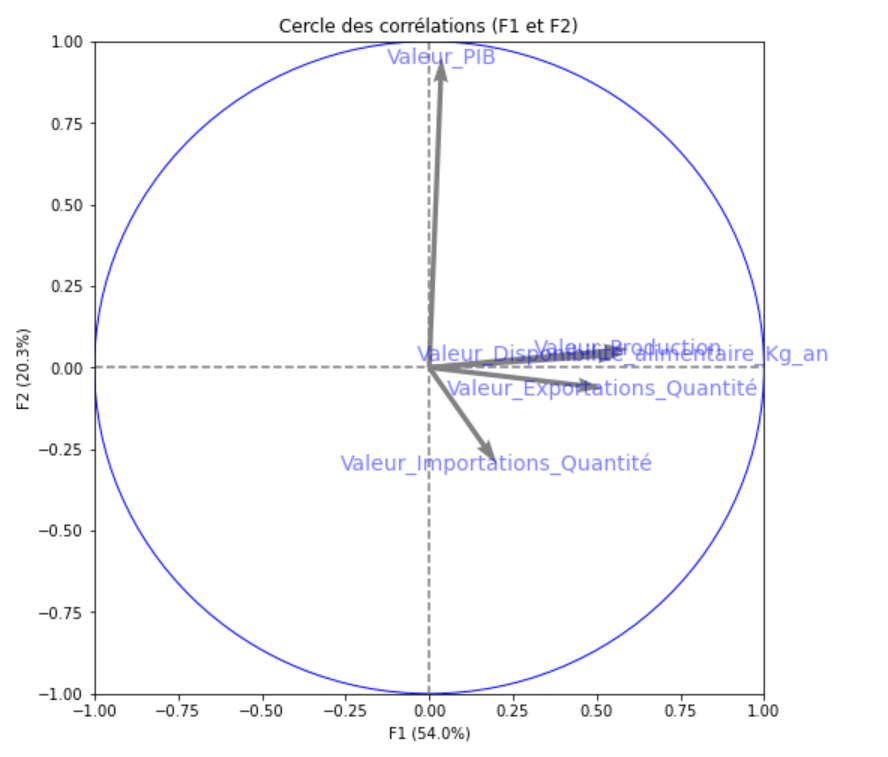 Cercle des corrélations (F1 et F2)
1.00
Valeur_PIB
0.75
0.50
0.25
Valeur_Production
Valeur_Disponibilité_alimentaire_Kg_an
0.00
Valeur_Exportations_Quantité
−0.25
Valeur_Importations_Quantité
−0.50
−0.75
−1.00
F2 (20.3%)
−1.00 −0.75 −0.50 −0.25 0.00 0.25 0.50 0.75 1.00
F1 (54.0%)